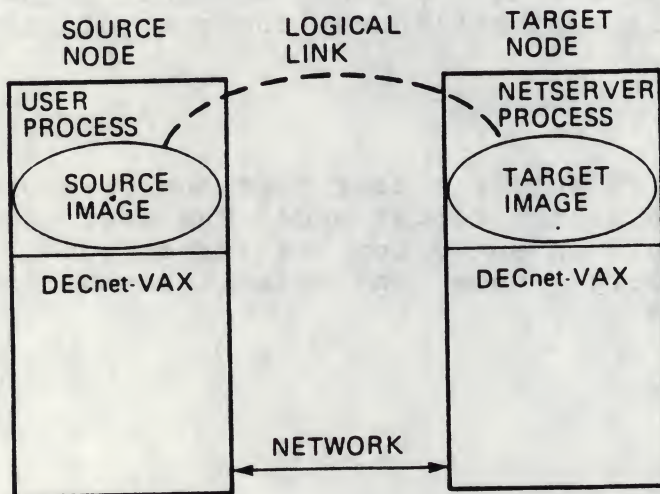 SOURCE
NODE
LOGICAL
LINK
TARGET
NODE
USER
PROCESS
SOURCE
IMAGE
DECnet-VAX
NETSERVER
PROCESS
TARGET
IMAGE
DECnet-VAX
NETWORK